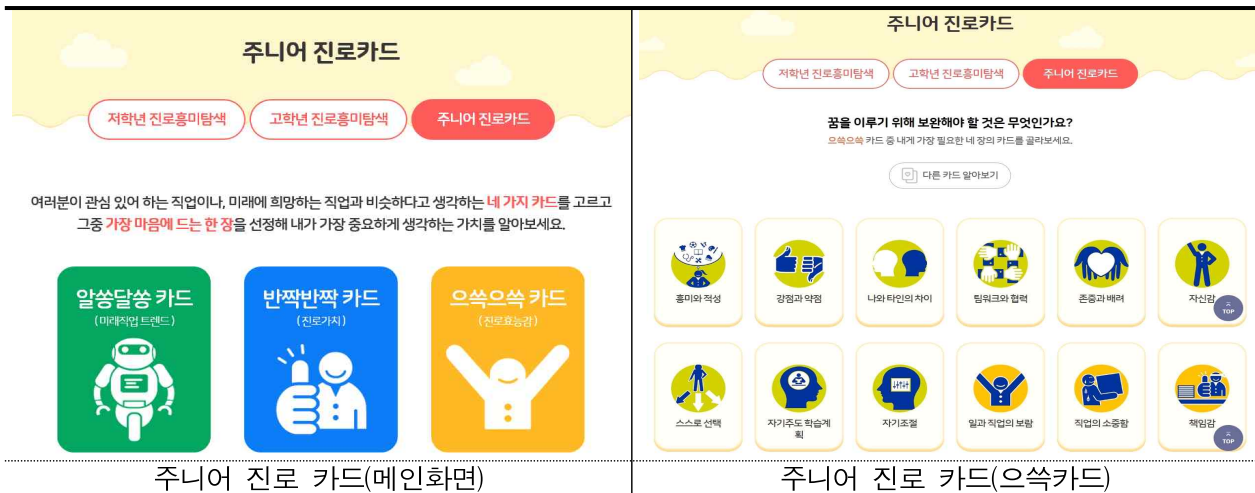 주니어 진로카드
저학년 진로흥미탐색
고학년 진로흥미탐색
주니어 진로카드
여러분이 관심 있어 하는 직업이나, 미래에 희망하는 직업과 비슷하다고 생각하는 네 가지 카드를 고르고
그중 가장 마음에 드는 한 장을 선정해 내가 가장 중요하게 생각하는 가치를 알아보세요.
알쏭달쏭 카드
(미래직업 트렌드)
반짝반짝 카드
(진로가치)
으쓱으쓱 카드
(진로효능감)
주니어 진로 카드(메인화면)
주니어 진로카드
저학년 진로흥미탐색
고학년 진로흥미탐색
주니어 진로카드
꿈을 이루기 위해 보완해야 할 것은 무엇인가요?
으쓱으쓱 카드 중 내게 가장 필요한 네 장의 카드를 골라보세요.
다른 카드 알아보기
흥미와 적성
강점과 약점
나와 타인의 차이
팀워크와 협력
존중과 배려
자신감
TOP
스스로 선택
자기주도 학습계
획
자기조절
일과 직업의 보람
직업의 소중함
책임감
TOP
주니어 진로 카드(으쓱카드)